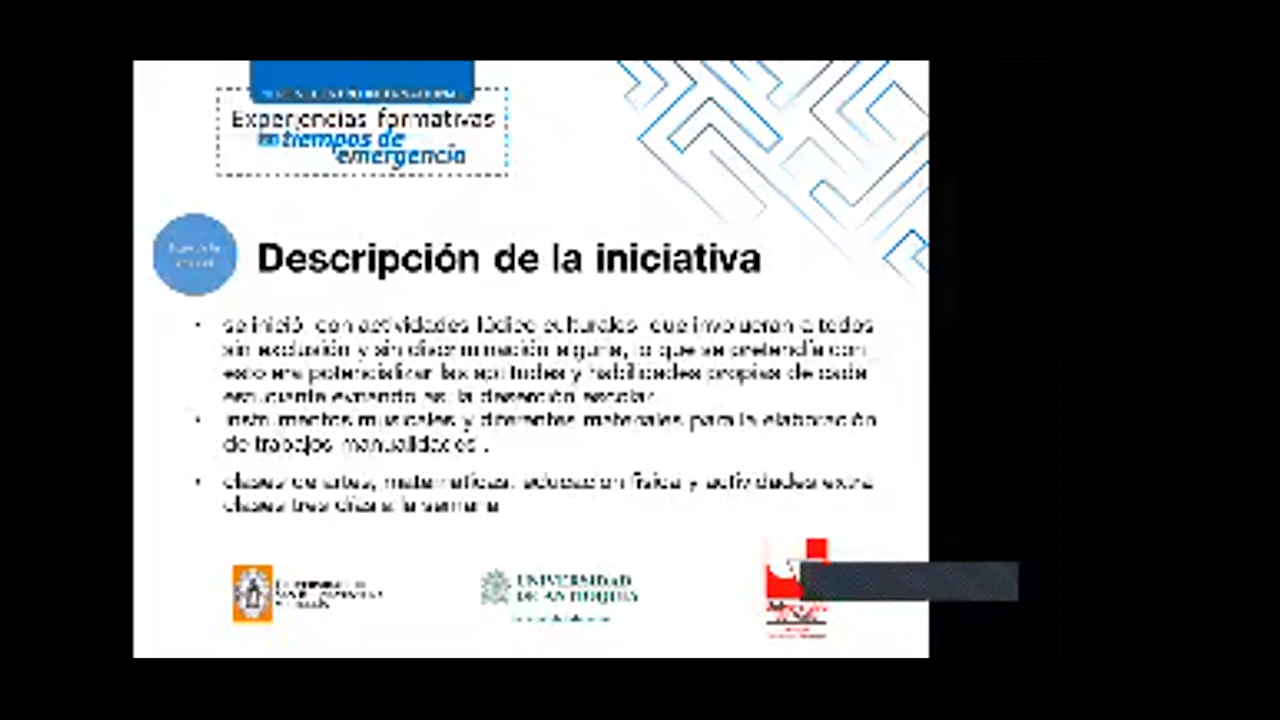 Experiencias formativas
en tiempos de
emergencia
Descripción de la iniciativa
se inició con actividades lúdico culturales que involucran a todos
sin exclusión y sin discriminación alguna, lo que se pretendía con
esto era potencializar las aptitudes y habilidades propias de cada
estudiante evitando así la deserción escolar.
instrumentos musicales y diferentes materiales para la elaboración
de trabajos manualidades .
clases de artes, matemáticas, educación física y actividades extra
clases tres días a la semana
UNIVERSIDAD
DE ANTIOQUIA